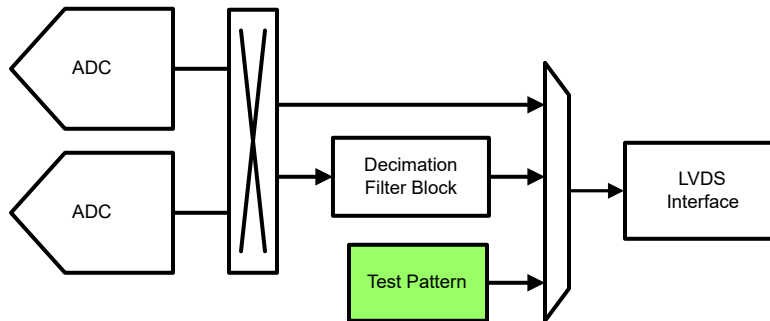 ADC
ADC
Decimation
Filter Block
Test Pattern
LVDS
Interface